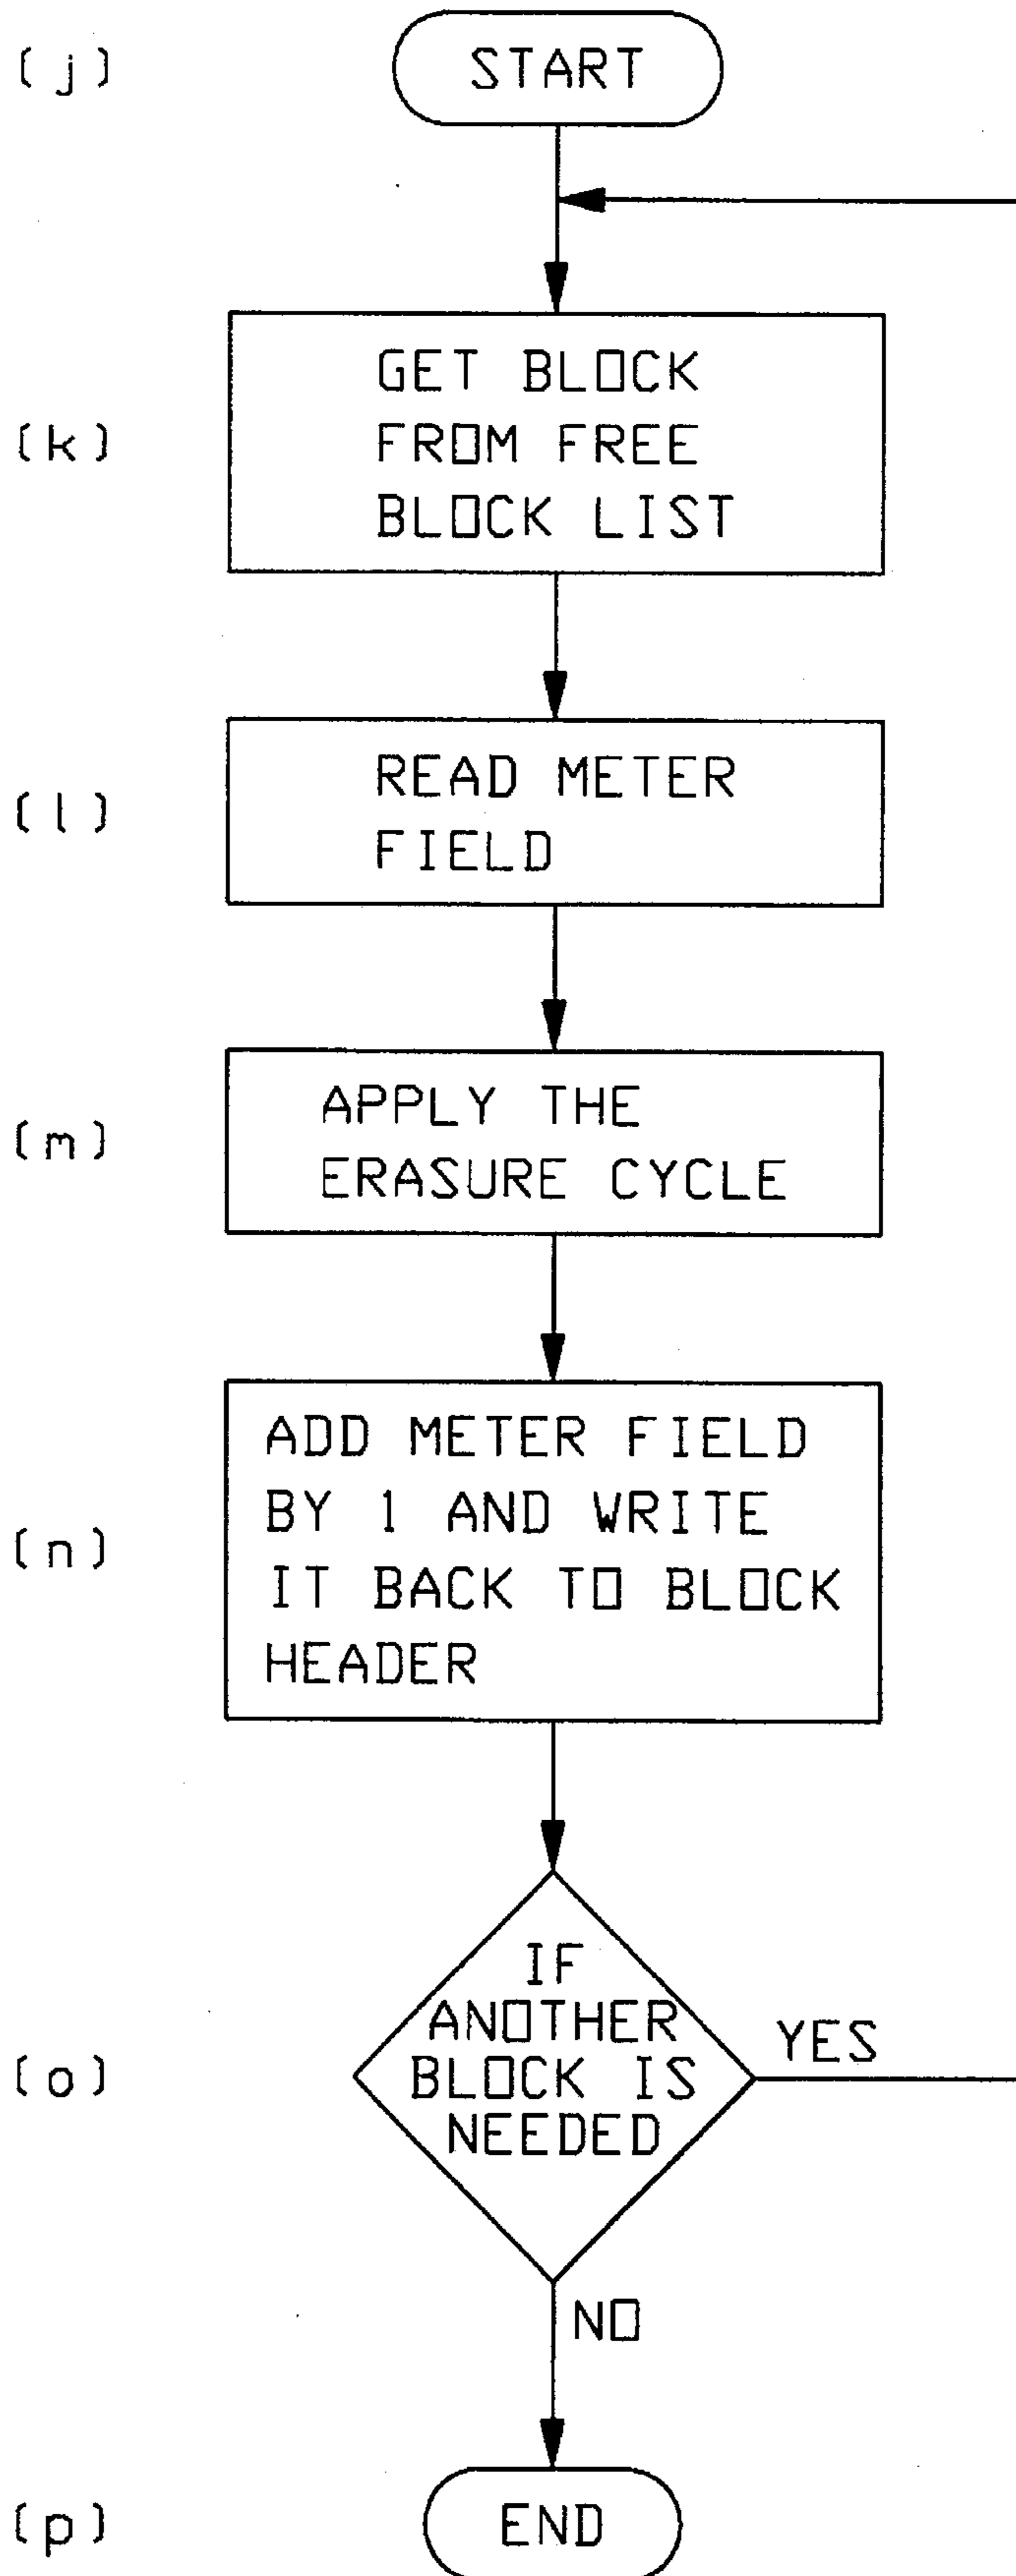 (j)
START
(k)
GET BLOCK
FROM FREE
BLOCK LIST
(l)
READ METER
FIELD
(m)
APPLY THE
ERASURE CYCLE
(n)
ADD METER FIELD
BY 1 AND WRITE
IT BACK TO BLOCK
HEADER
(o)
IF
ANOTHER
BLOCK IS
NEEDED
YES
NO
(p)
END